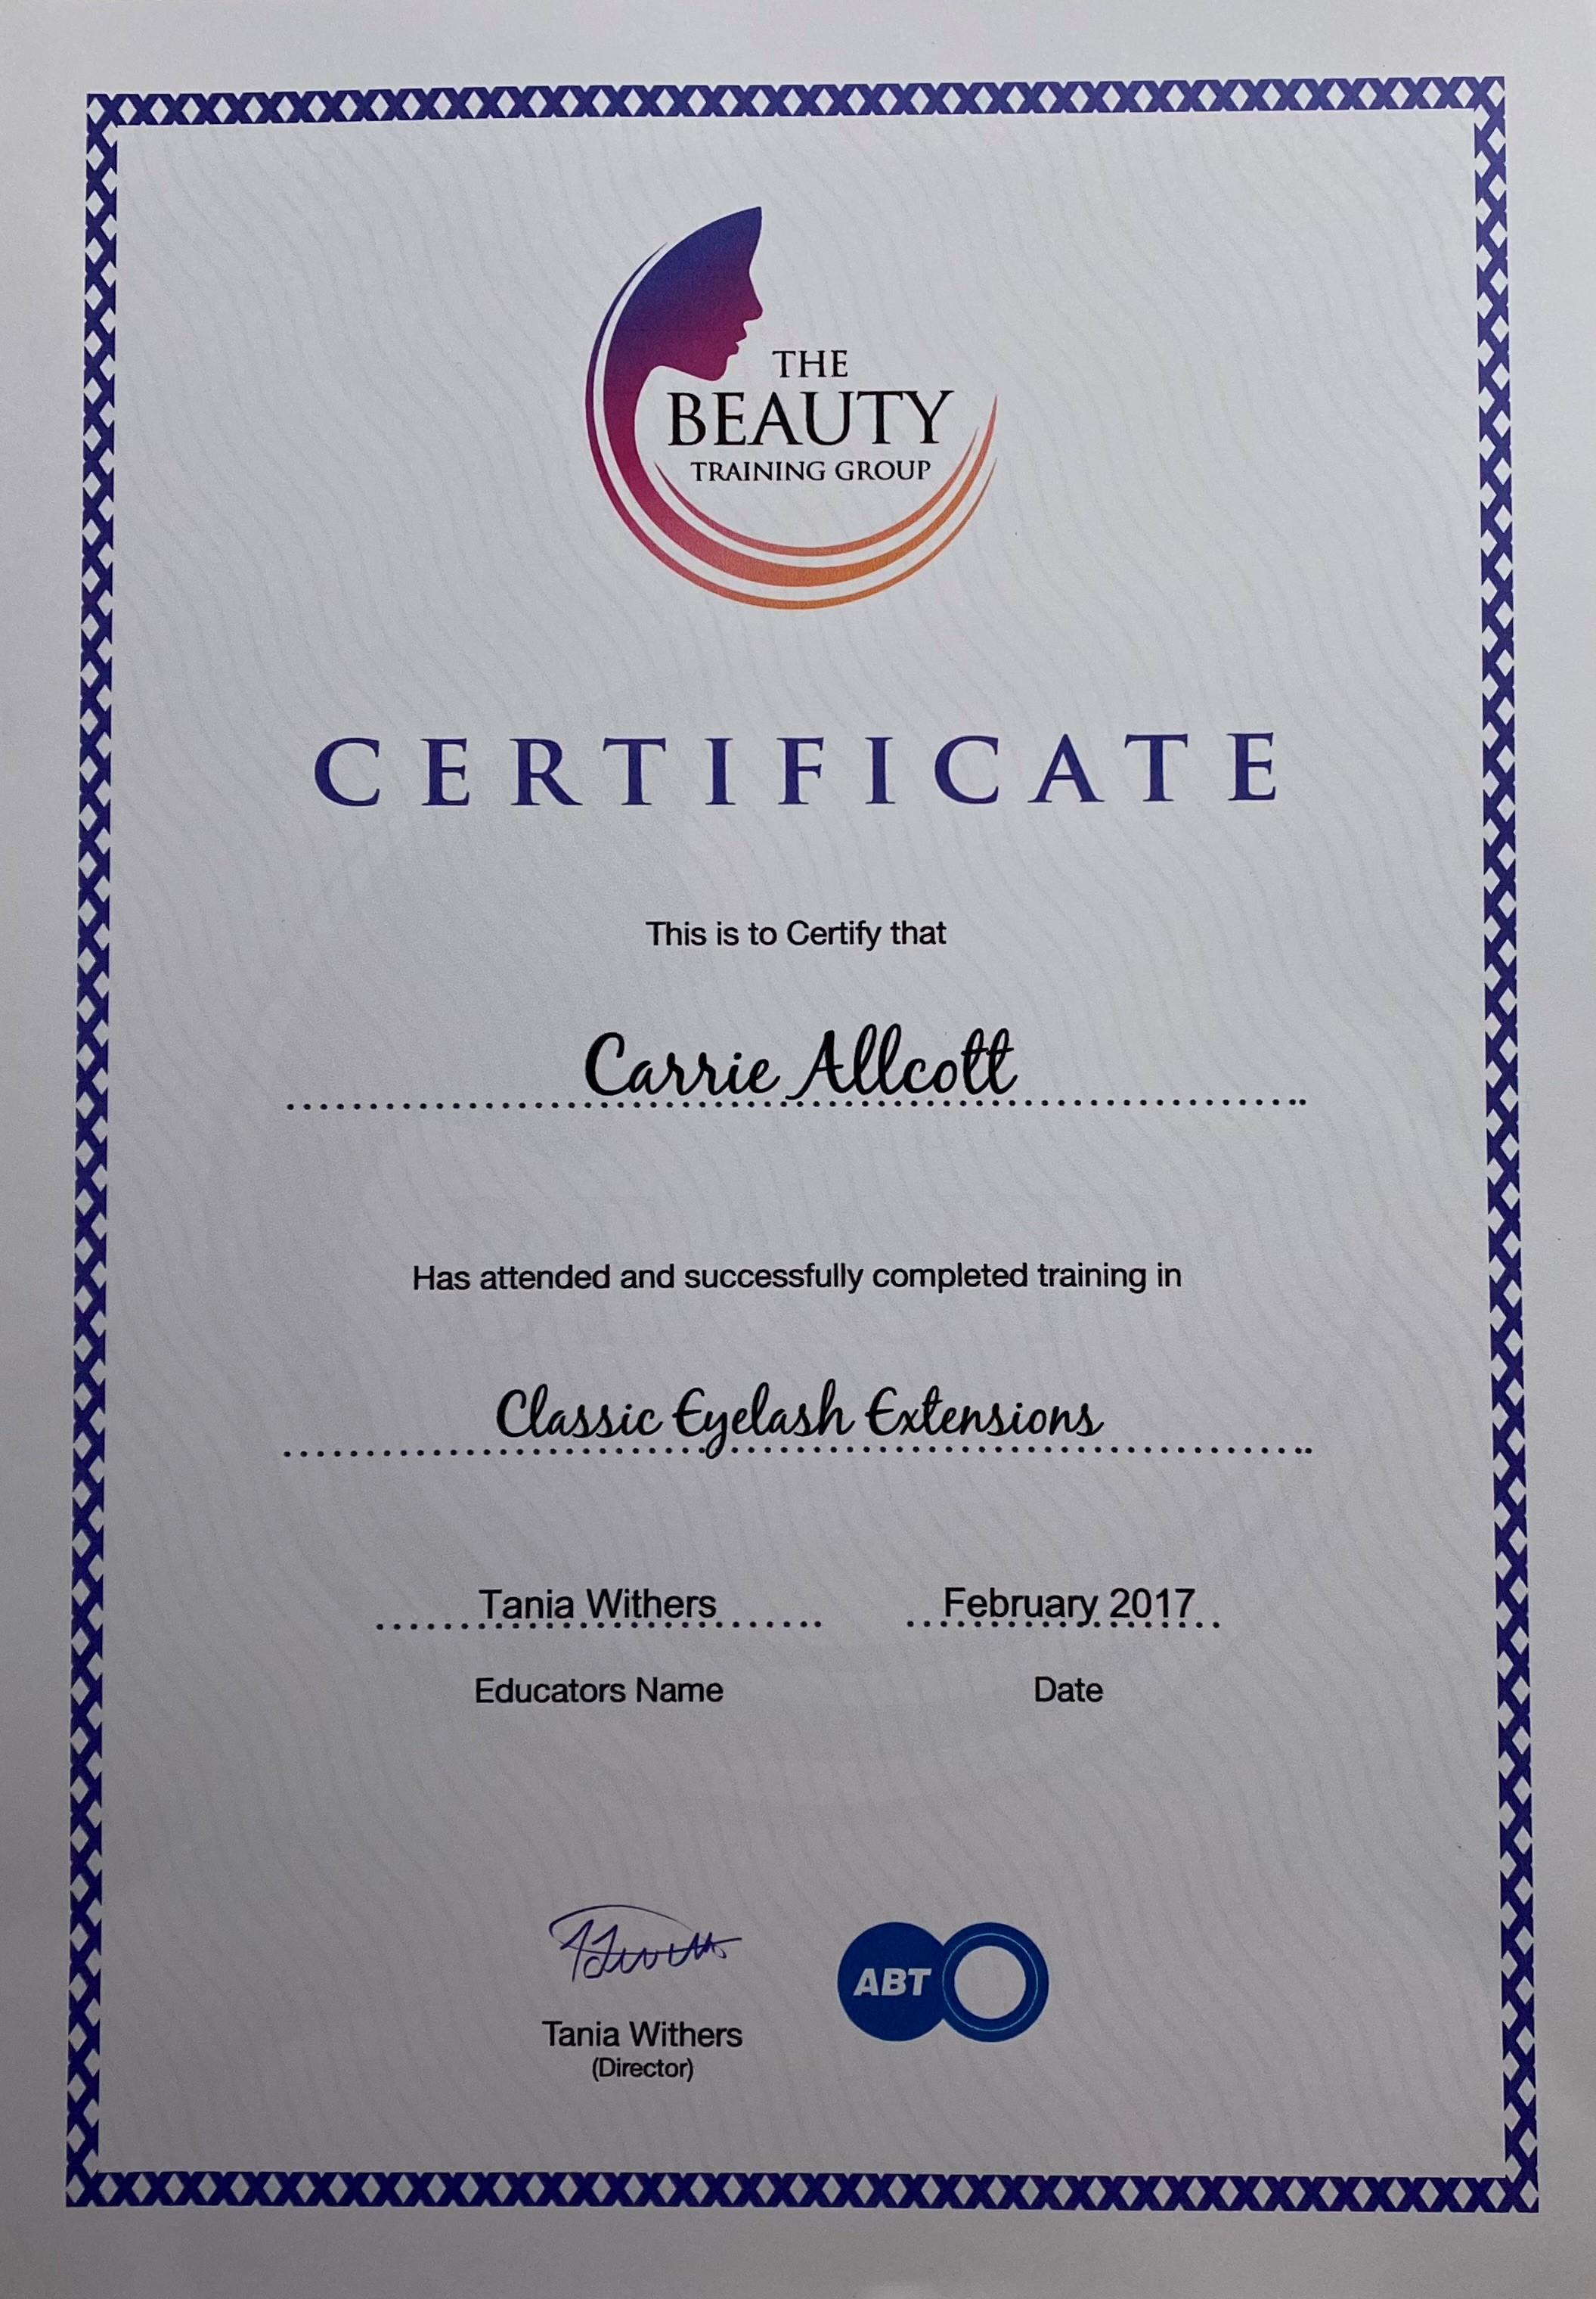 THE
BEAUTY
TRAINING GROUP
CERTIFICATE
This is to Certify that
Carrie Allcott
Has attended and successfully completed training in
Classic Eyelash Extensions
Tania Withers
February 2017
Educators Name
Date
Tania Withers
(Director)
ABT